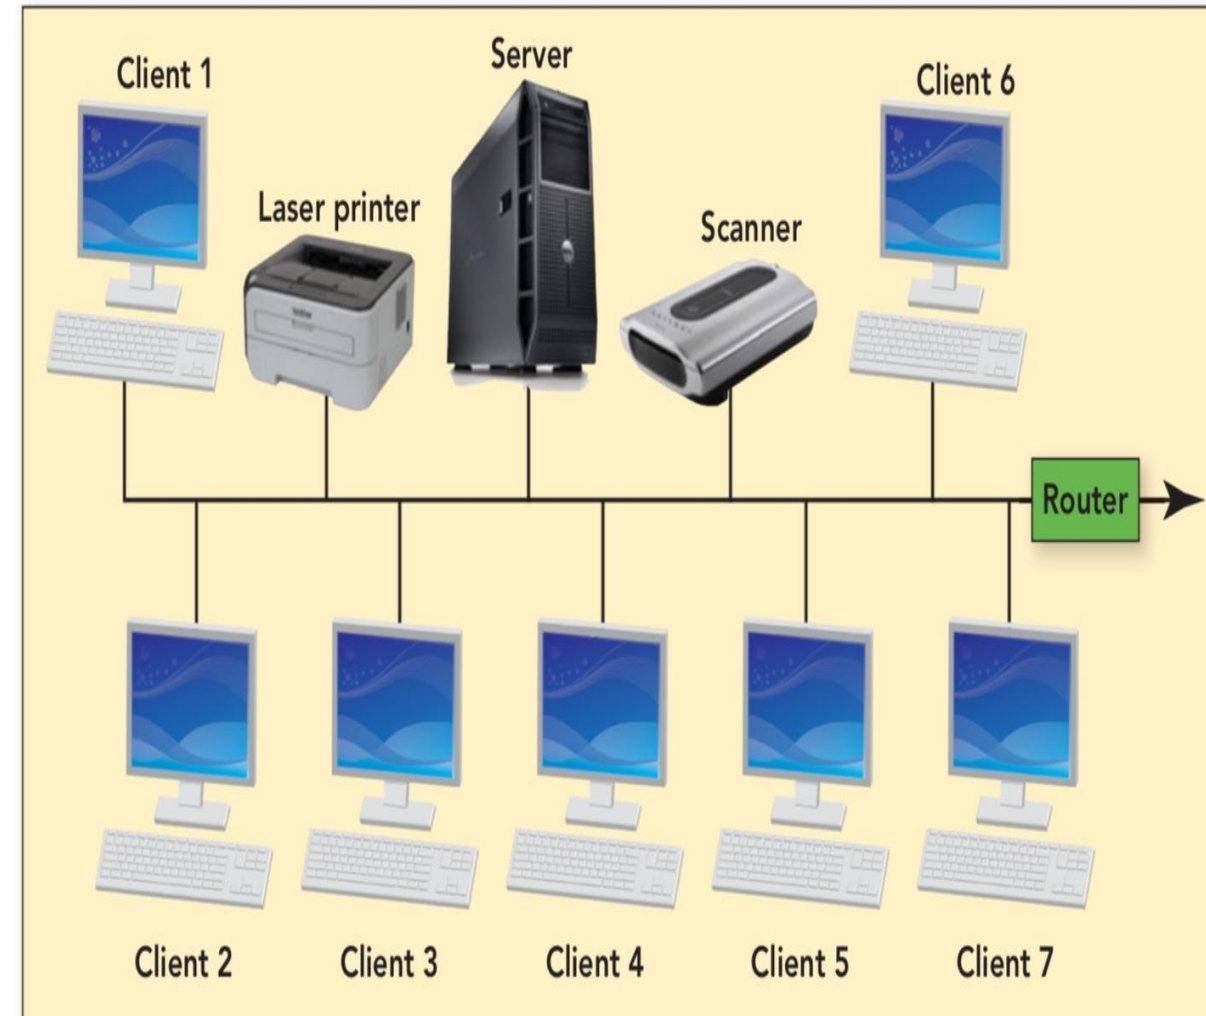 Client 1
Server
Client 6
Laser printer
Scanner
Router
Client 2
Client 3
Client 4
Client 5
Client 7